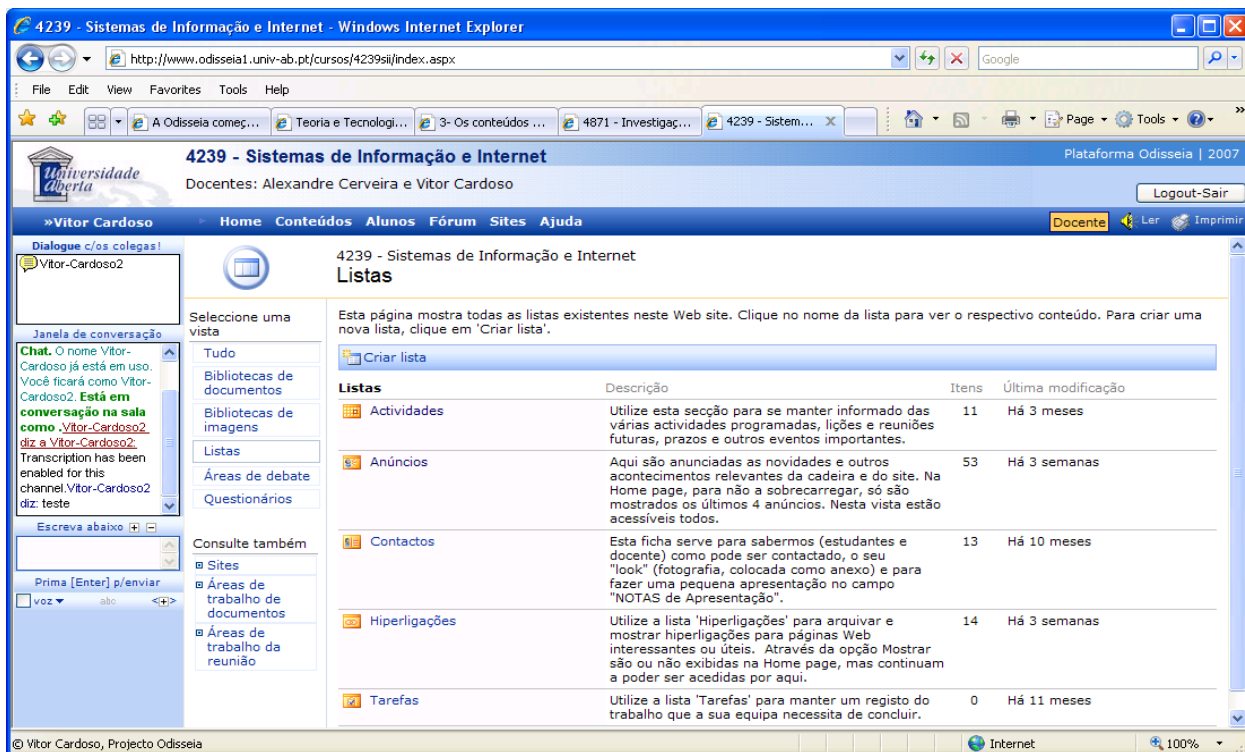 4239 - Sistemas de Informação e Internet - Windows Internet Explorer
http://www.odisseia1.univ-ab.pt/cursos/4239sii/index.aspx
Google
File Edit View Favorites Tools Help
A Odisseia começ...
Teoria e Tecnologi...
3- Os conteúdos ...
4871 - Investigaç...
4239 - Sistem...
Page
Tools
Universidade
Aberta
4239 - Sistemas de Informação e Internet
Docentes: Alexandre Cerveira e Vitor Cardoso
Plataforma Odisseia | 2007
Logout-Sair
»Vitor Cardoso
Home Conteúdos Alunos Fórum Sites Ajuda
Docente
Ler
Imprimir
Dialogue c/os colegas!
Vitor-Cardoso2
Janela de conversação
Chat. O nome Vitor-
Cardoso já está em uso.
Você ficará como Vitor-
Cardoso2. Está em
conversação na sala
como .Vitor-Cardoso2
diz a Vitor-Cardoso2:
Transcription has been
enabled for this
channel.Vitor-Cardoso2
diz: teste
Escreva abaixo
Prima [Enter] p/enviar
voz
abc
Seleccione uma
vista
Tudo
Bibliotecas de
documentos
Bibliotecas de
imagens
Listas
Áreas de debate
Questionários
Consulte também
Sites
Áreas de
trabalho de
documentos
Áreas de
trabalho da
reunião
4239 - Sistemas de Informação e Internet
Listas
Esta página mostra todas as listas existentes neste Web site. Clique no nome da lista para ver o respectivo conteúdo. Para criar uma
nova lista, clique em 'Criar lista'.
Criar lista
Listas Descrição Itens Última modificação
Actividades Utilize esta secção para se manter informado das 11 Há 3 meses
várias actividades programadas, lições e reuniões
futuras, prazos e outros eventos importantes.
Anúncios Aqui são anunciadas as novidades e outros 53 Há 3 semanas
acontecimentos relevantes da cadeira e do site. Na
Home page, para não a sobrecarregar, só são
mostrados os últimos 4 anúncios. Nesta vista estão
acessíveis todos.
Contactos Esta ficha serve para sabermos (estudantes e 13 Há 10 meses
docente) como pode ser contactado, o seu
"look" (fotografia, colocada como anexo) e para
fazer uma pequena apresentação no campo
"NOTAS de Apresentação".
Hiperligações Utilize a lista 'Hiperligações' para arquivar e 14 Há 3 semanas
mostrar hiperligações para páginas Web
interessantes ou úteis. Através da opção Mostrar
são ou não exibidas na Home page, mas continuam
a poder ser acedidas por aqui.
Tarefas Utilize a lista 'Tarefas' para manter um registo do 0 Há 11 meses
trabalho que a sua equipa necessita de concluir.
© Vitor Cardoso, Projecto Odisseia
Internet
100%